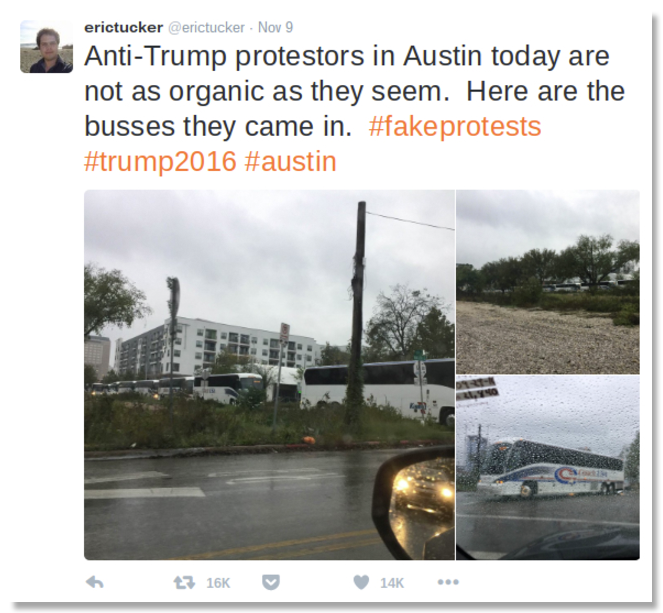 erictucker @erictucker · Nov 9
Anti-Trump protestors in Austin today are
not as organic as they seem.  Here are the
busses they came in.  #fakeprotests
#trump2016 #austin
16K 14K